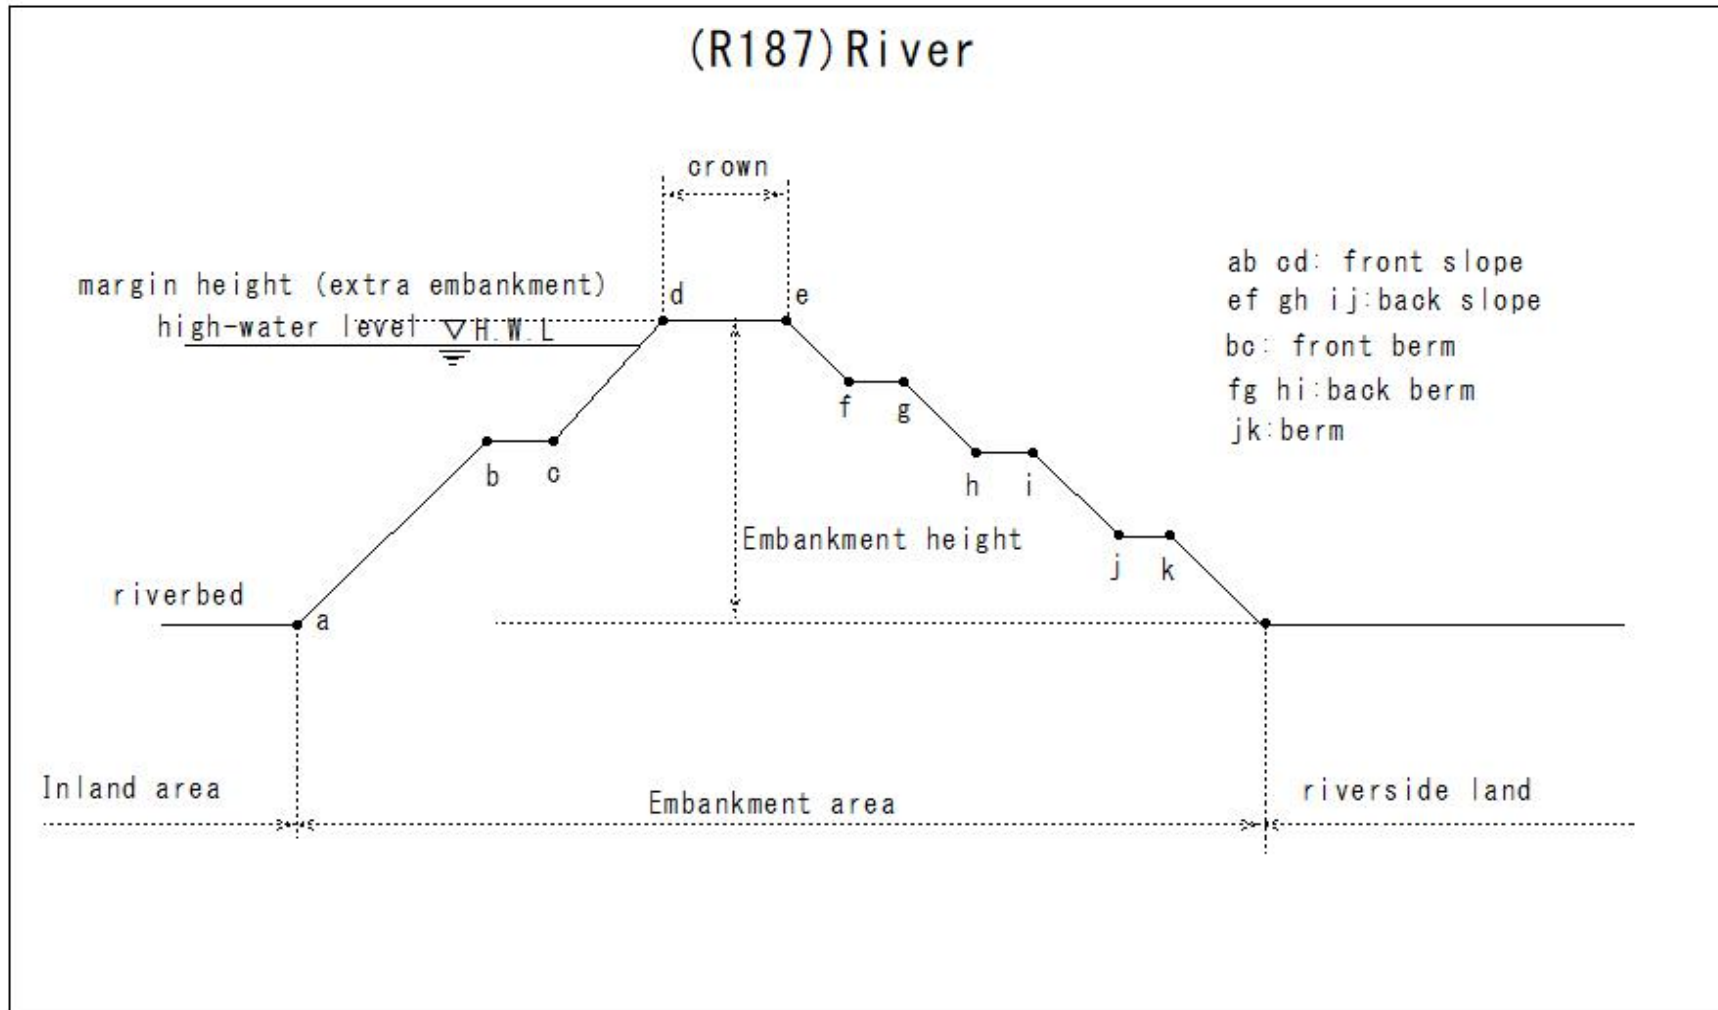 (R187)River
crown
margin height (extra embankment)
high-water level ▽H.W.L
d
e
ab cd: front slope
ef gh ij:back slope
bc: front berm
fg hi:back berm
jk:berm
f
g
b
c
h
i
Embankment height
j
k
riverbed
a
Inland area
Embankment area
riverside land